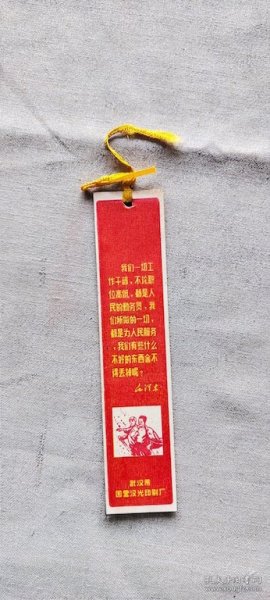 我们一切工
作干部，不论职
位高低，都是人
民的勤务员，我
们所做的一切，
都是为人民服务
，我们有些什么
不好的东西舍不
得丢掉呢？
毛泽东
武汉市
国营汉光印刷厂